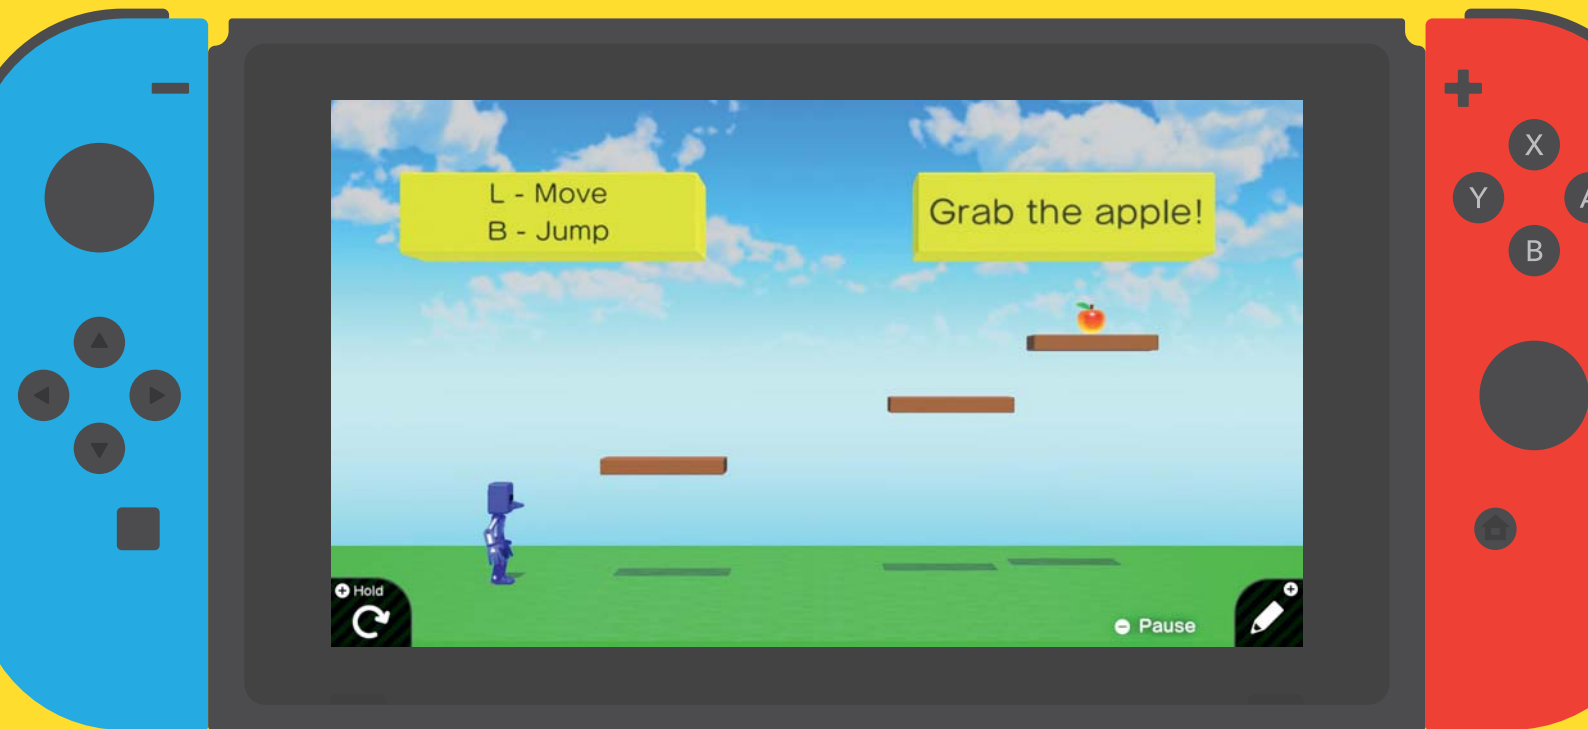 L - Move
B - Jump
Grab the apple!
Hold
Pause
X
Y
A
B